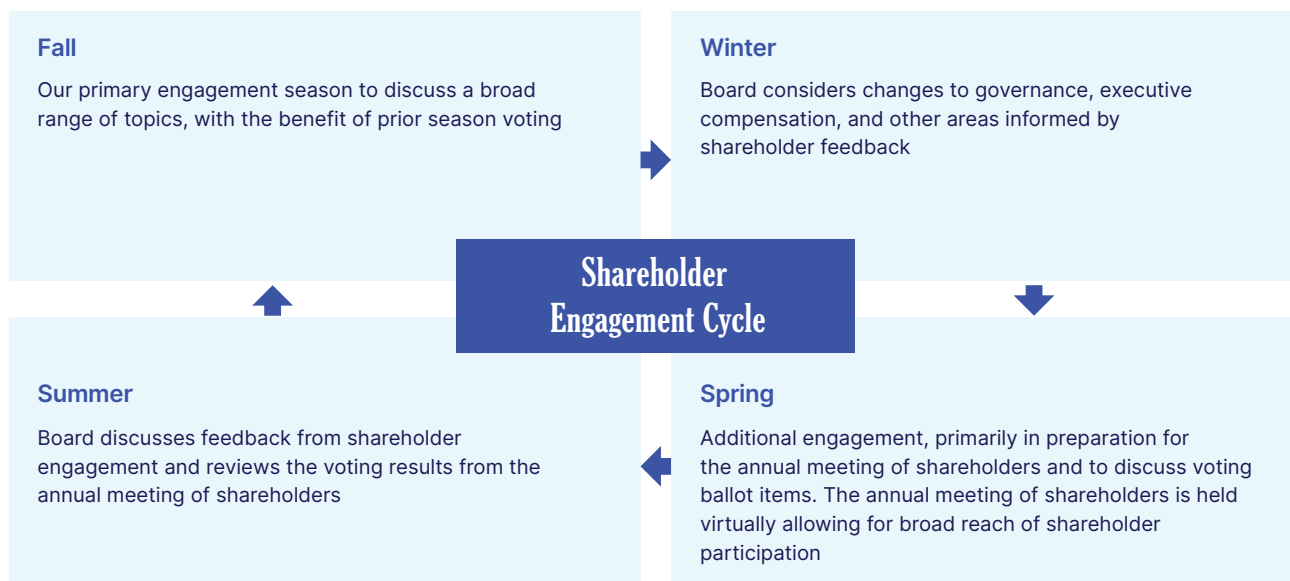 Fall
Our primary engagement season to discuss a broad
range of topics, with the benefit of prior season voting
Winter
Board considers changes to governance, executive
compensation, and other areas informed by
shareholder feedback
Shareholder
Engagement Cycle
Summer
Board discusses feedback from shareholder
engagement and reviews the voting results from the
annual meeting of shareholders
Spring
Additional engagement, primarily in preparation for
the annual meeting of shareholders and to discuss voting
ballot items. The annual meeting of shareholders is held
virtually allowing for broad reach of shareholder
participation